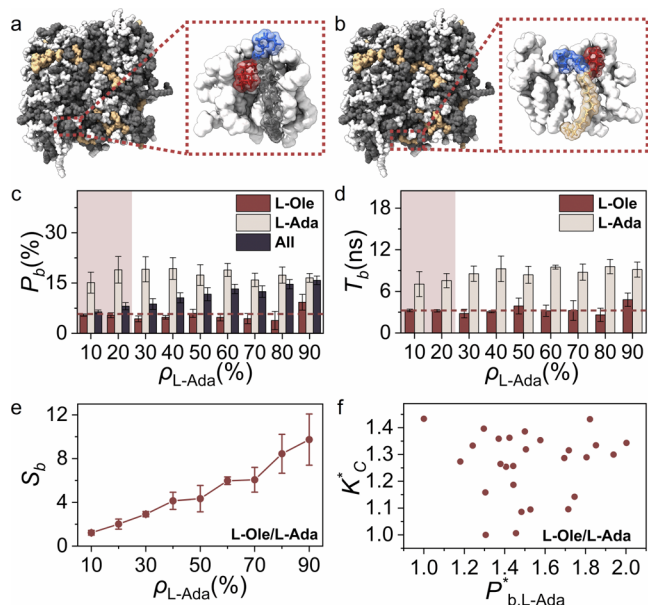 a
b
c
d
P_b(%)
45
30
15
0
L-Ole
L-Ada
All
10 20 30 40 50 60 70 80 90
ρ_L-Ada(%)
T_b(ns)
18
12
6
0
L-Ole
L-Ada
10 20 30 40 50 60 70 80 90
ρ_L-Ada(%)
e
f
S_b
12
8
4
0
L-Ole/L-Ada
10 20 30 40 50 60 70 80 90
ρ_L-Ada(%)
K*_C
1.4
1.3
1.2
1.1
1.0
L-Ole/L-Ada
1.0 1.2 1.4 1.6 1.8 2.0
P*_b,L-Ada